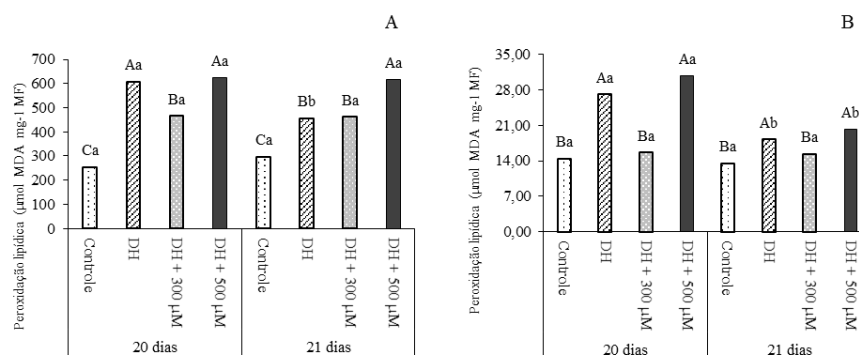 A
Peroxidação lipídica (µmol MDA mg-1 MF)
700
600
500
400
300
200
100
0
Ca
Aa
Ba
Aa
Ca
Bb
Ba
Aa
Controle
DH
DH + 300 µM
DH + 500 µM
Controle
DH
DH + 300 µM
DH + 500 µM
20 dias
21 dias
B
Peroxidação lipídica (µmol MDA mg-1 MF)
35,00
28,00
21,00
14,00
7,00
0,00
Ba
Aa
Ba
Aa
Ba
Ab
Ba
Ab
Controle
DH
DH + 300 µM
DH + 500 µM
Controle
DH
DH + 300 µM
DH + 500 µM
20 dias
21 dias